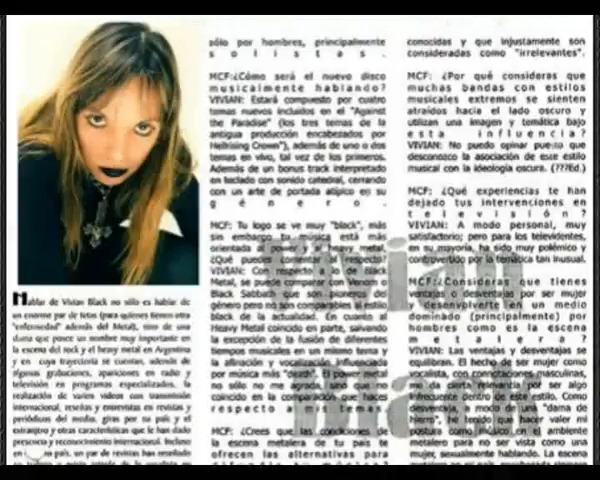 Hablar de Vivian Black no sólo es hablar de
un enorme par de tetas (para quienes tienen otra
"enfermedad" además del Metal), sino de una
dama que posee un nombre muy importante en
la escena del rock y el heavy metal en Argentina
y en cuya trayectoria se cuentan, además de
algunas grabaciones, apariciones en radio y
televisión en programas especializados, la
realización de varios videos con transmisión
internacional, reseñas y entrevistas en revistas y
periódicos del medio, giras por su país y el
extranjero y otras características que le han dado
presencia y reconocimiento internacional. Incluso
en país, un par de revistas han reseñado
sólo por hombres, principalmente
solistas.
MCF:¿Cómo será el nuevo disco
musicalmente hablando?
VIVIAN: Estará compuesto por cuatro
temas nuevos incluidos en el "Against
the Paradise" (los tres temas de la
antigua producción encabezados por
Hellrising Crown"), además de uno o dos
temas en vivo, tal vez de los primeros.
Además de un bonus track interpretado
en teclado con sonido catedral, cerrando
con un arte de portada atípico en su
género.
MCF: Tu logo se ve muy "black", más
sin embargo tu música está más
orientada al power y al heavy metal.
¿Qué puedes comentar al respecto?
VIVIAN: Con respecto al logo de Black
Metal, se puede comparar con Venom o
Black Sabbath que son pioneros del
género pero no son comparables al estilo
black de la actualidad. En cuanto al
Heavy Metal coincido en parte, salvando
la excepción de la fusión de diferentes
tiempos musicales en un mismo tema y
la afinación y vocalización, influenciada
por música más "dead". El power metal
no sólo no me agrada, sino que no
coincido en la comparación que haces
respecto a mis temas.
MCF: ¿Crees que las condiciones de
la escena metalera de tu país te
ofrecen las alternativas para
conocidas y que injustamente son
consideradas como "irrelevantes".
MCF: ¿Por qué consideras que
muchas bandas con estilos
musicales extremos se sienten
atraídos hacia el lado oscuro y
utilizan una imagen y temática bajo
esta influencia?
VIVIAN: No puedo opinar puesto que
desconozco la asociación de este estilo
musical con la ideología oscura. (???Ed.)
MCF: ¿Qué experiencias te han
dejado tus intervenciones en
televisión?
VIVIAN: A modo personal, muy
satisfactorio; pero para los televidentes,
en su mayoría, ha sido muy polémico y
controvertido por la temática tan inusual.
MCF:¿Consideras que tienes
ventajas o desventajas por ser mujer
y desenvolverte en un medio
dominado (principalmente) por
hombres como es la escena
metalera?
VIVIAN: Las ventajas y desventajas se
equilibran. El hecho de ser mujer como
vocalista, con composiciones masculinas,
me da cierta relevancia por ser algo
infrecuente dentro de este estilo. Como
desventaja, a modo de una "dama de
hierro", he tenido que hacer valer mi
postura como músico en el ambiente
metalero para no ser vista como una
mujer, sexualmente hablando. La escena
Vivian
Black